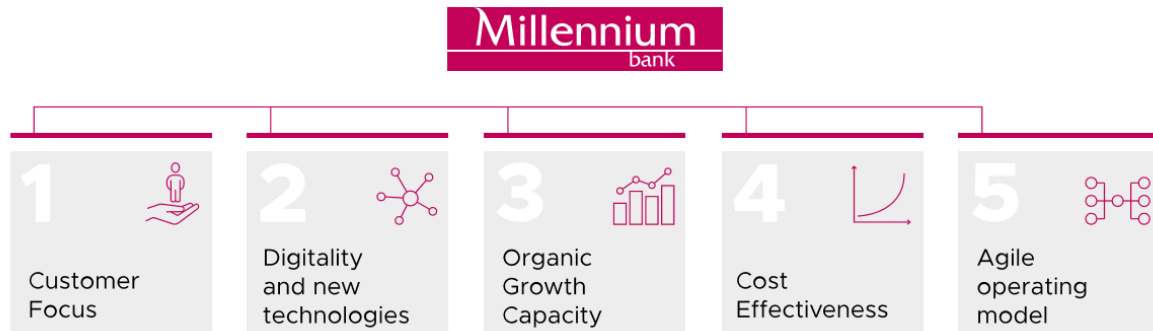 Millennium
bank
1
Customer
Focus
2
Digitality
and new
technologies
3
Organic
Growth
Capacity
4
Cost
Effectiveness
5
Agile
operating
model